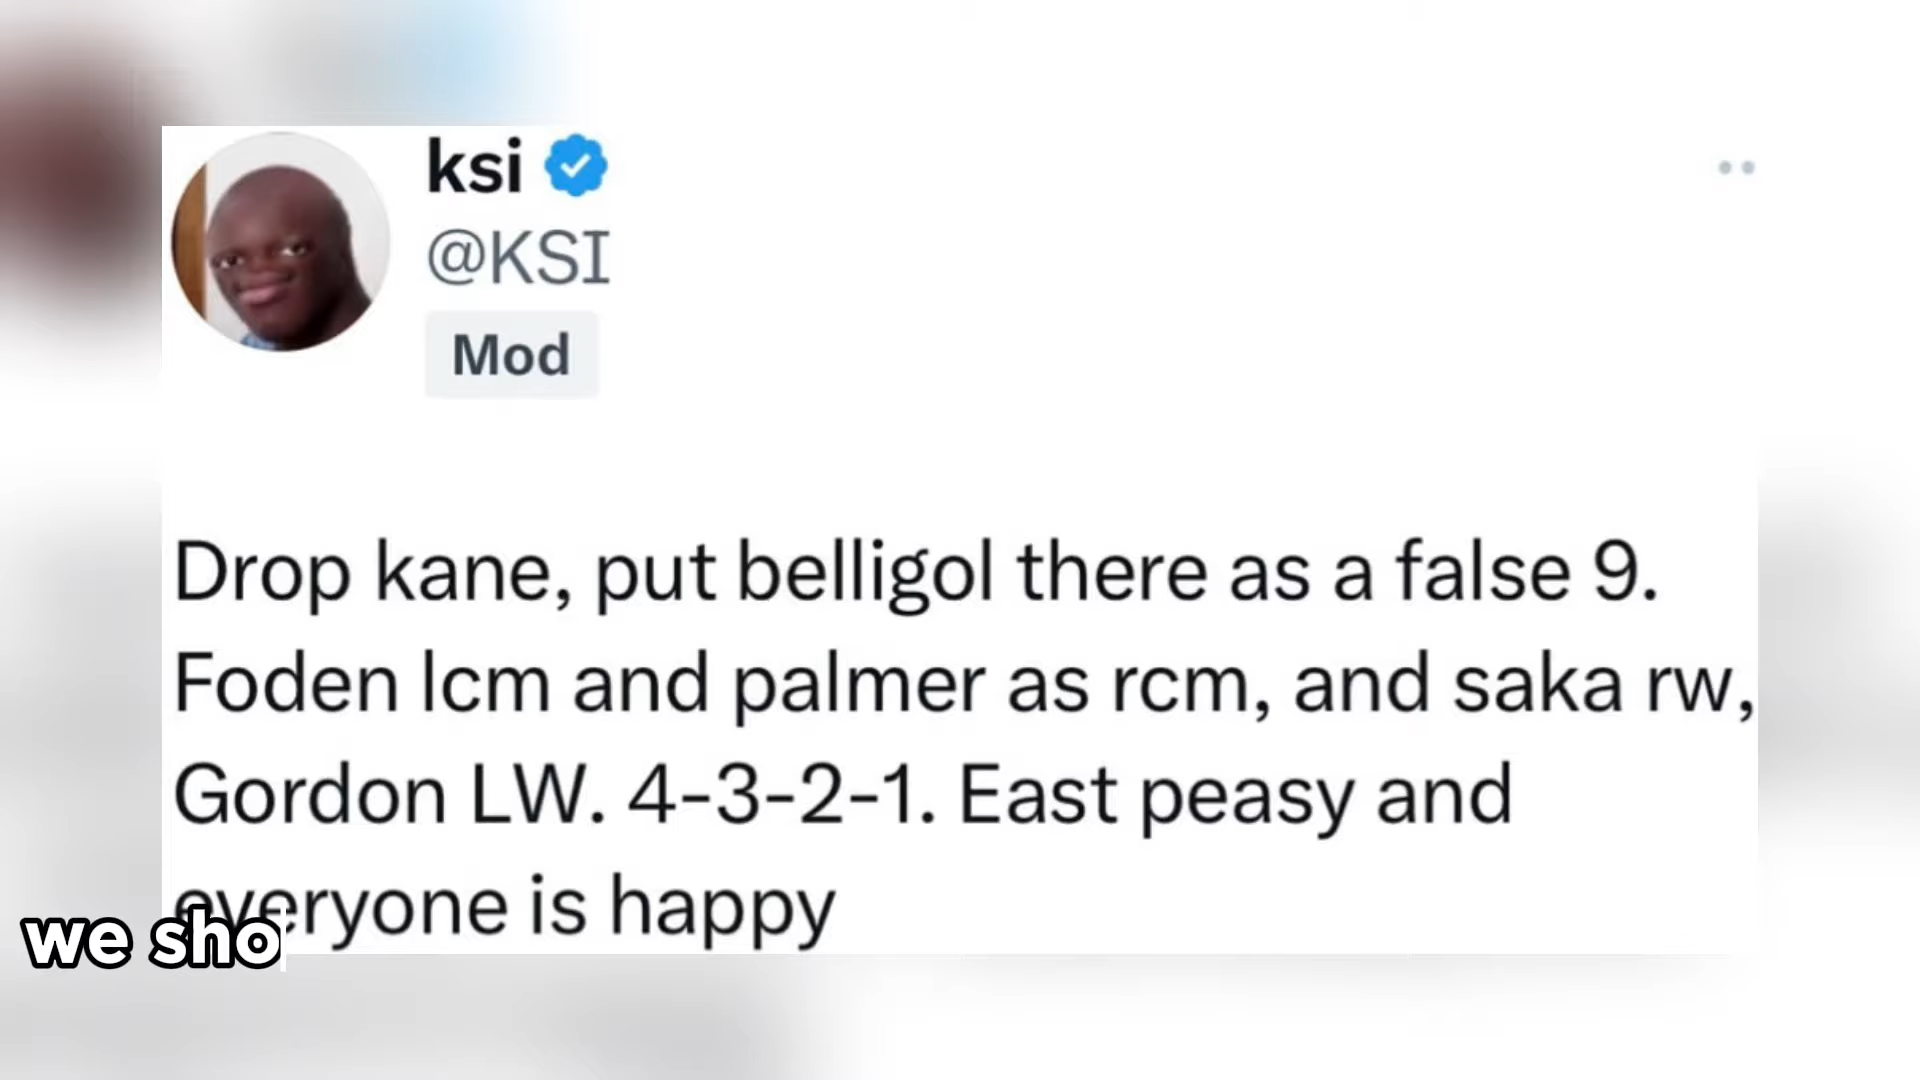 ksi
@KSI
Mod
Drop kane, put belligol there as a false 9.
Foden lcm and palmer as rcm, and saka rw,
Gordon LW. 4-3-2-1. East peasy and
everyone is happy
we sho